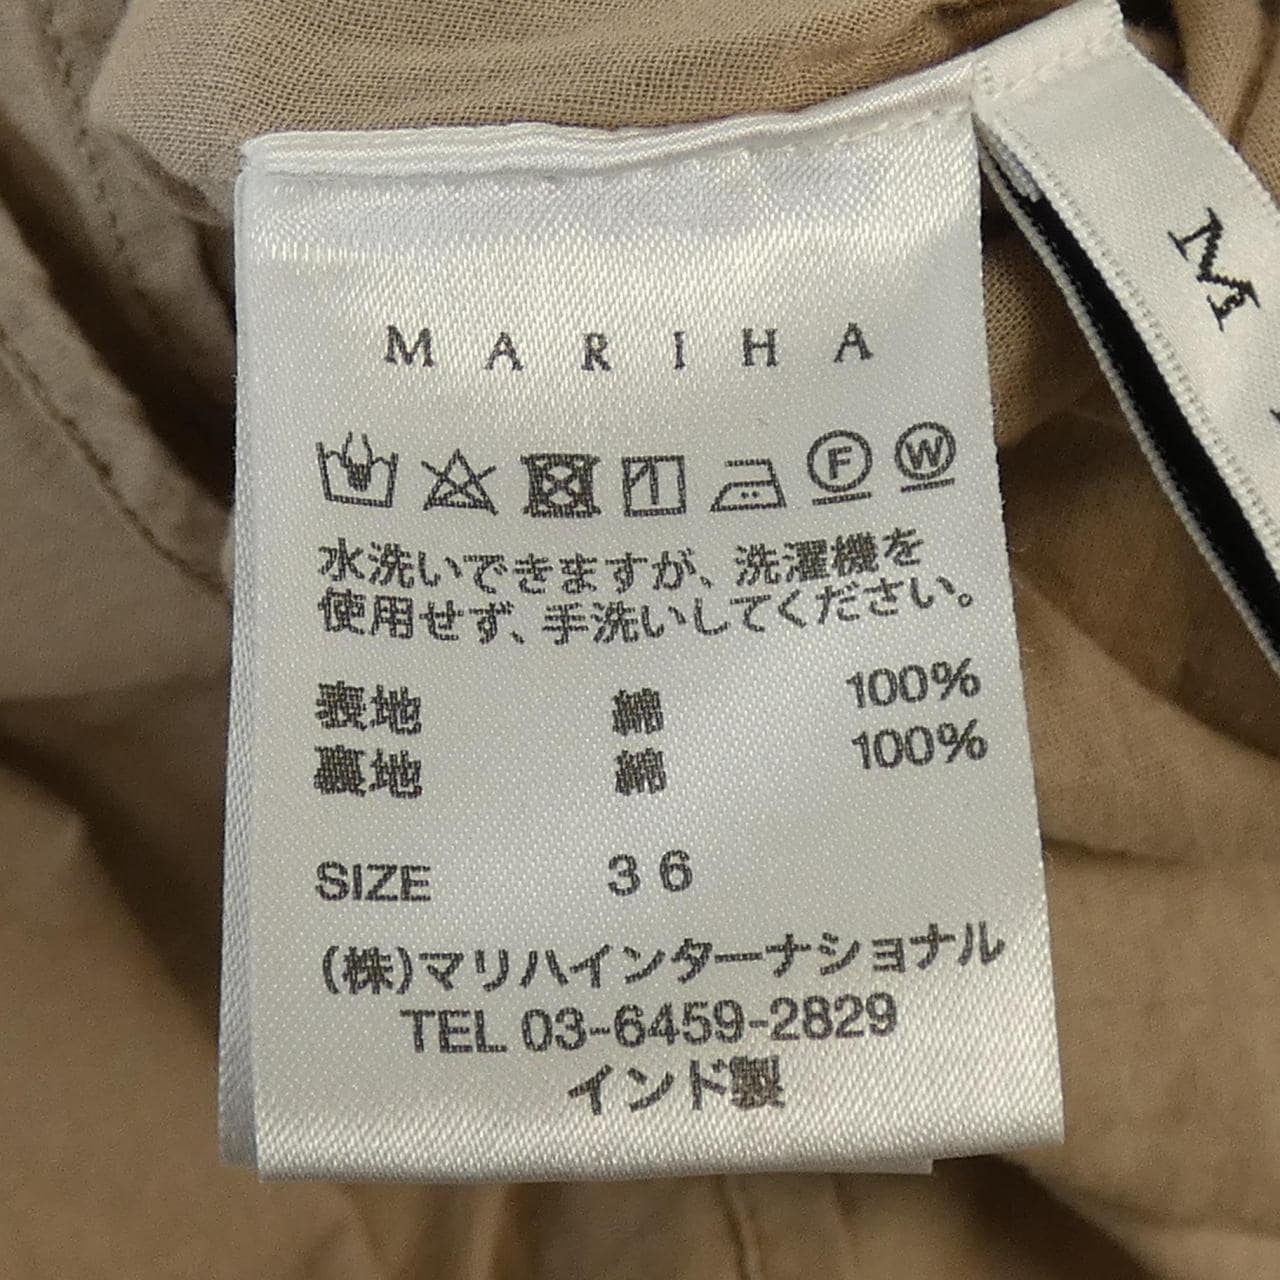 MARIHA
M
F W
水洗いできますが、洗濯機を
使用せず、手洗いしてください。
表地 綿 100%
裏地 綿 100%
SIZE 36
(株)マリハインターナショナル
TEL 03-6459-2829
インド製